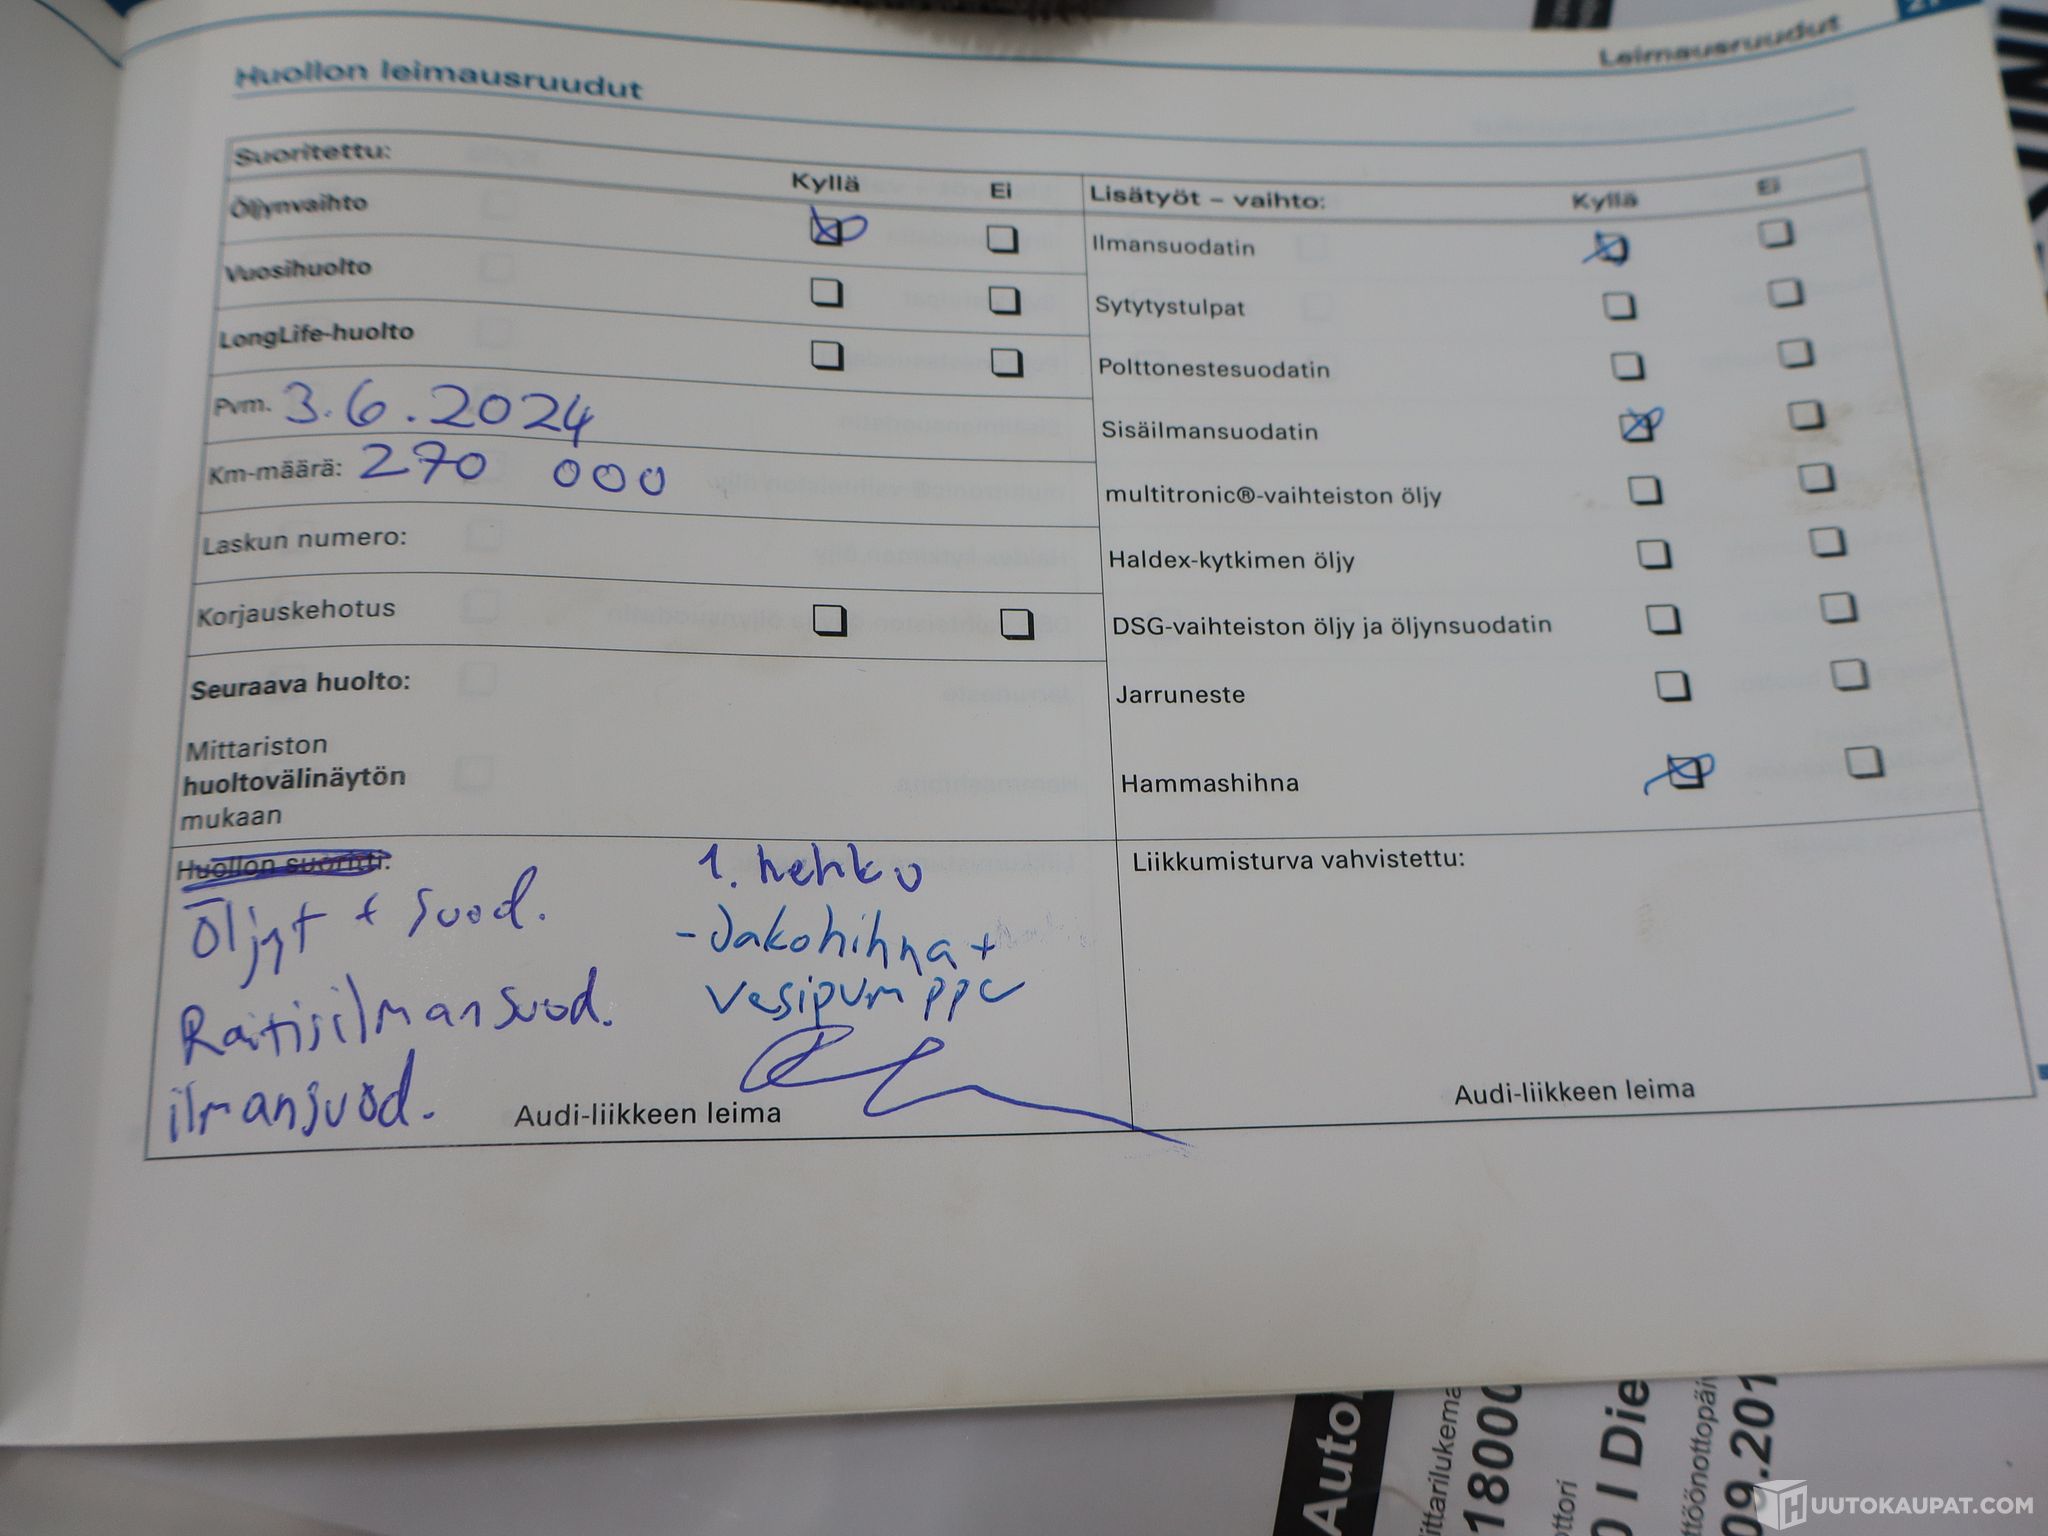 Leimausruudut
Huollon leimausruudut
Suoritettu:
Kyllä Ei
Öljynvaihto
Vuosihuolto
LongLife-huolto
Pvm. 3.6.2024
Km-määrä: 270 000
Laskun numero:
Korjauskehotus
Seuraava huolto:
Mittariston
huoltovälinäytön
mukaan
Huollon suoritti:
Öljyt + suod.
Raitisilmansuod.
ilmansuod.
1. hehku
- Jakohihna +
vesipumppu
Audi-liikkeen leima
Lisätyöt – vaihto: Kyllä Ei
Ilmansuodatin
Sytytystulpat
Polttonestesuodatin
Sisäilmansuodatin
multitronic®-vaihteiston öljy
Haldex-kytkimen öljy
DSG-vaihteiston öljy ja öljynsuodatin
Jarruneste
Hammashihna
Liikkumisturva vahvistettu:
Audi-liikkeen leima
HUUTOKAUPAT.COM